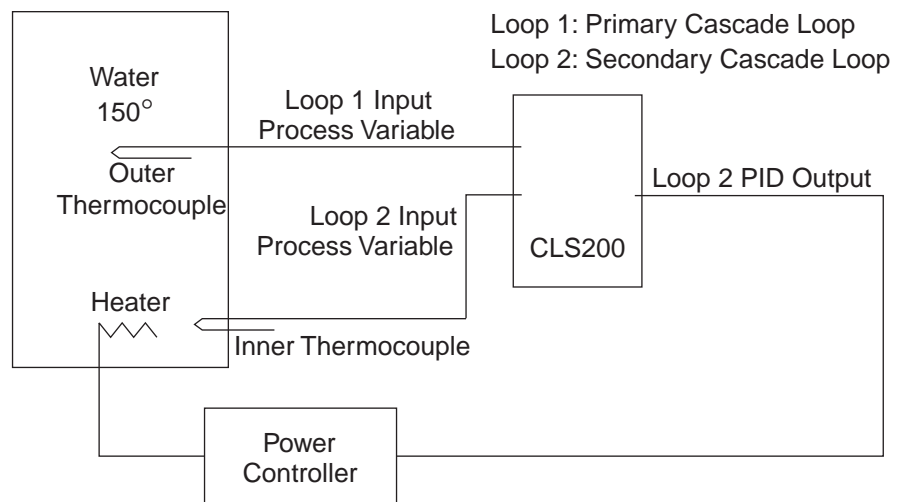 Loop 1: Primary Cascade Loop
Loop 2: Secondary Cascade Loop
Water
150°
Loop 1 Input
Process Variable
Outer
Thermocouple
Loop 2 PID Output
Loop 2 Input
Process Variable
CLS200
Heater
Inner Thermocouple
Power
Controller